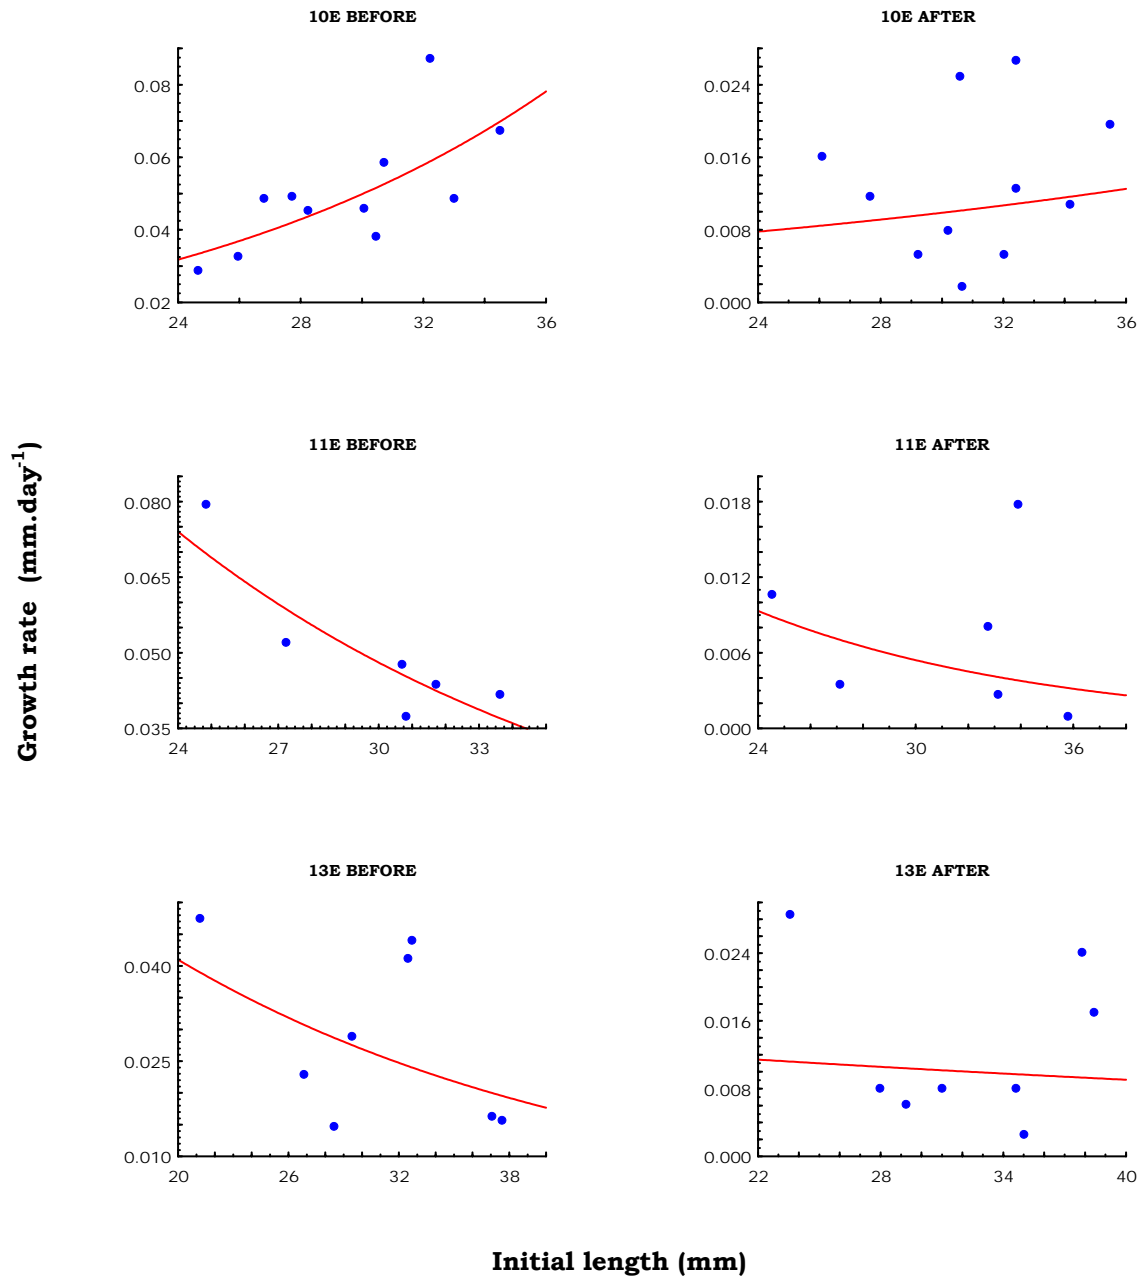 10E BEFORE
0.08
0.06
0.04
0.02
24 28 32 36
10E AFTER
0.024
0.016
0.008
0.000
24 28 32 36
Growth rate (mm.day-1)
11E BEFORE
0.080
0.065
0.050
0.035
24 27 30 33
11E AFTER
0.018
0.012
0.006
0.000
24 30 36
13E BEFORE
0.040
0.025
0.010
20 26 32 38
13E AFTER
0.024
0.016
0.008
0.000
22 28 34 40
Initial length (mm)